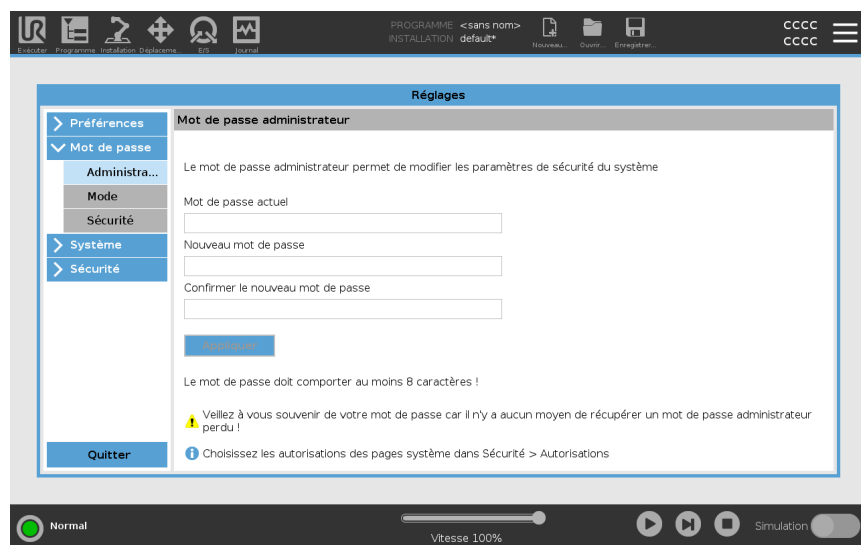 PROGRAMME <sans nom>
INSTALLATION default*
cccc
cccc
Exécuter Programme Installation Déplaceme... E/S Journal Nouveau... Ouvrir... Enregistrer...
Réglages
Préférences
Mot de passe
Administra...
Mode
Sécurité
Système
Sécurité
Quitter
Mot de passe administrateur
Le mot de passe administrateur permet de modifier les paramètres de sécurité du système
Mot de passe actuel
Nouveau mot de passe
Confirmer le nouveau mot de passe
Appliquer
Le mot de passe doit comporter au moins 8 caractères !
Veillez à vous souvenir de votre mot de passe car il n'y a aucun moyen de récupérer un mot de passe administrateur
perdu !
Choisissez les autorisations des pages système dans Sécurité > Autorisations
Normal
Vitesse 100%
Simulation